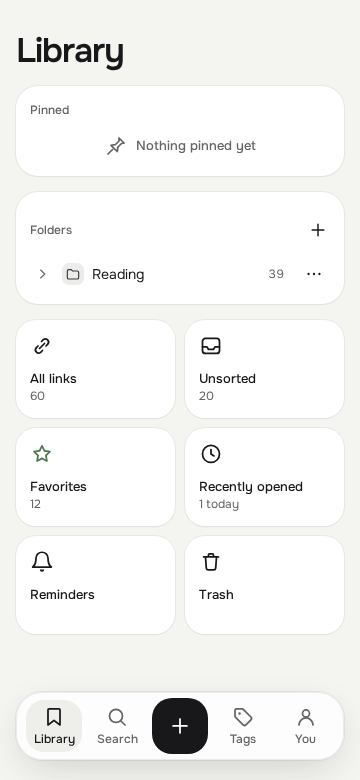 Library
Pinned
Nothing pinned yet
Folders
Reading 39
All links
60
Unsorted
20
Favorites
12
Recently opened
1 today
Reminders
Trash
Library Search Tags You